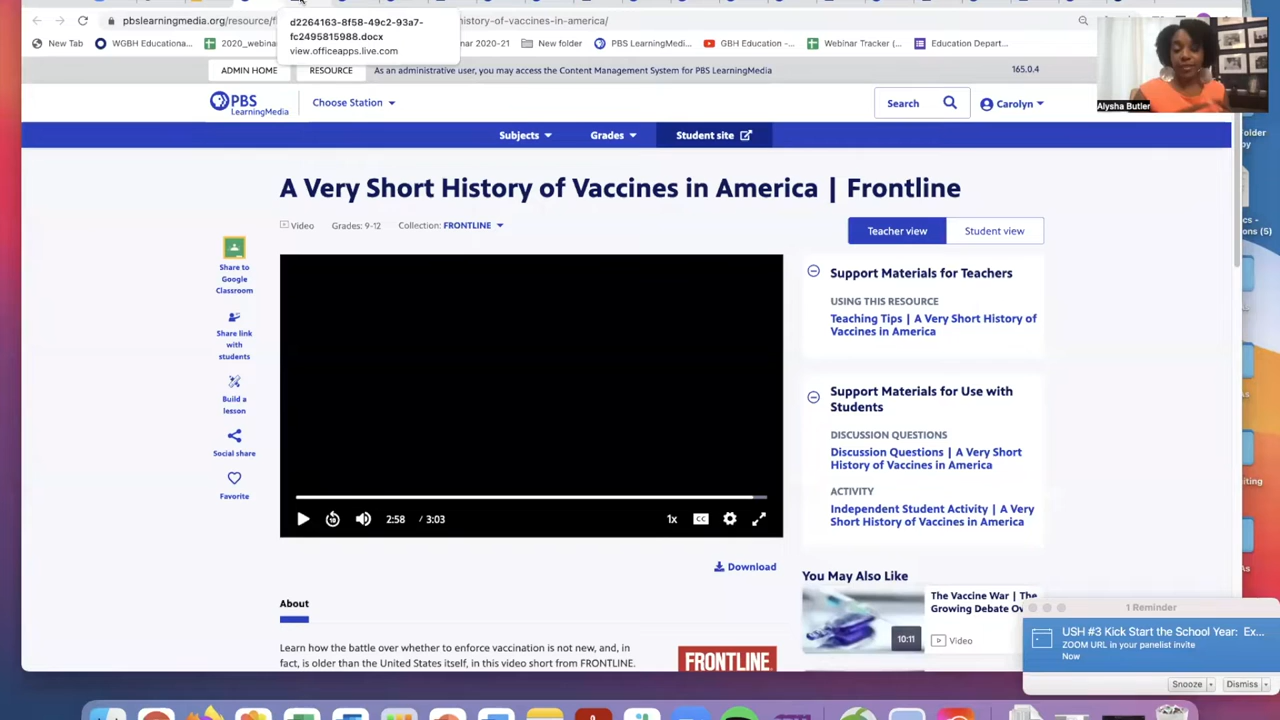 pbslearningmedia.org/resource/
history-of-vaccines-in-america/
d2264163-8f58-49c2-93a7-
fc2495815988.docx
view.officeapps.live.com
New Tab
WGBH Educationa...
2020_webina
nar 2020-21
New folder
PBS LearningMedi...
GBH Education -...
Webinar Tracker (...
Education Depart...
Alysha Butler
ADMIN HOME
RESOURCE
As an administrative user, you may access the Content Management System for PBS LearningMedia
165.0.4
PBS
LearningMedia
Choose Station
Search
Carolyn
Subjects
Grades
Student site
A Very Short History of Vaccines in America | Frontline
Video
Grades: 9-12
Collection: FRONTLINE
Teacher view
Student view
Share to
Google
Classroom
Share link
with
students
Build a
lesson
Social share
Favorite
10
2:58 / 3:03
1x
CC
Download
About
Learn how the battle over whether to enforce vaccination is not new, and, in
fact, is older than the United States itself, in this video short from FRONTLINE.
FRONTLINE
Support Materials for Teachers
USING THIS RESOURCE
Teaching Tips | A Very Short History of
Vaccines in America
Support Materials for Use with
Students
DISCUSSION QUESTIONS
Discussion Questions | A Very Short
History of Vaccines in America
ACTIVITY
Independent Student Activity | A Very
Short History of Vaccines in America
You May Also Like
10:11
The Vaccine War | The
Growing Debate Ov
Video
1 Reminder
USH #3 Kick Start the School Year: Ex...
ZOOM URL in your panelist invite
Now
Snooze
Dismiss
older
by
cs -
ons (5)
As
iting
As